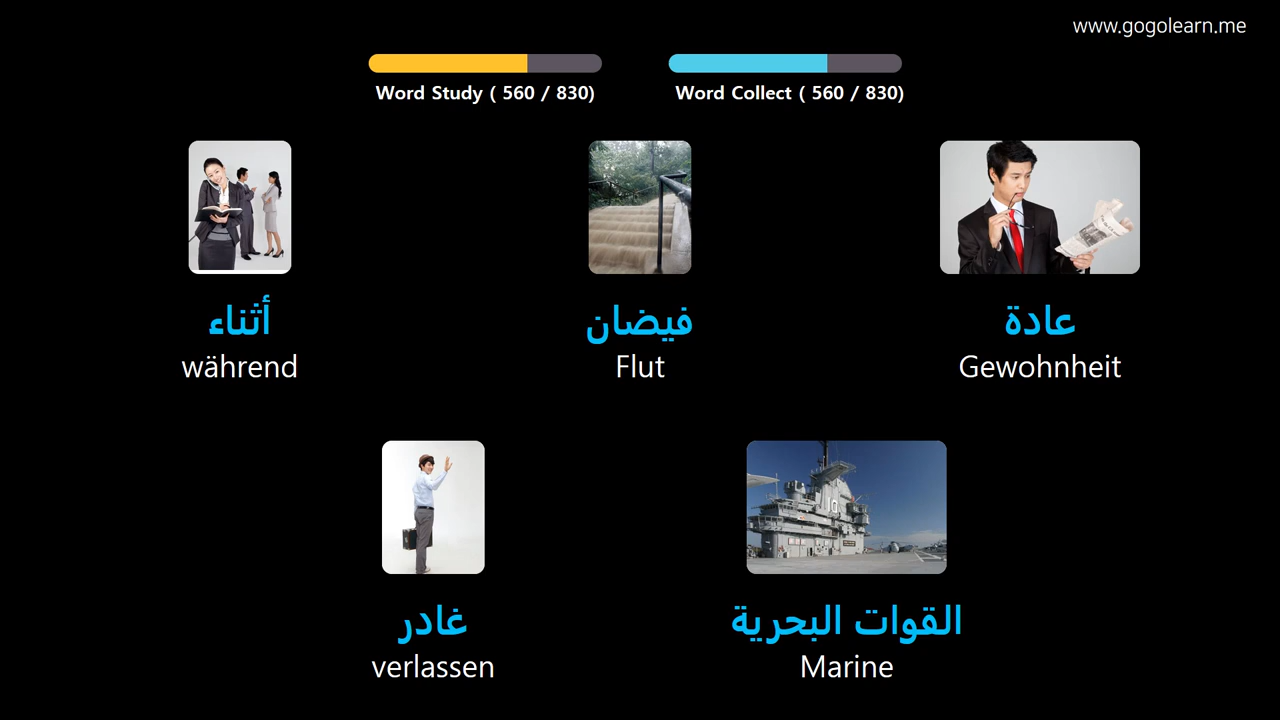 www.gogolearn.me
Word Study ( 560 / 830)
Word Collect ( 560 / 830)
أثناء
während
فيضان
Flut
عادة
Gewohnheit
غادر
verlassen
القوات البحرية
Marine